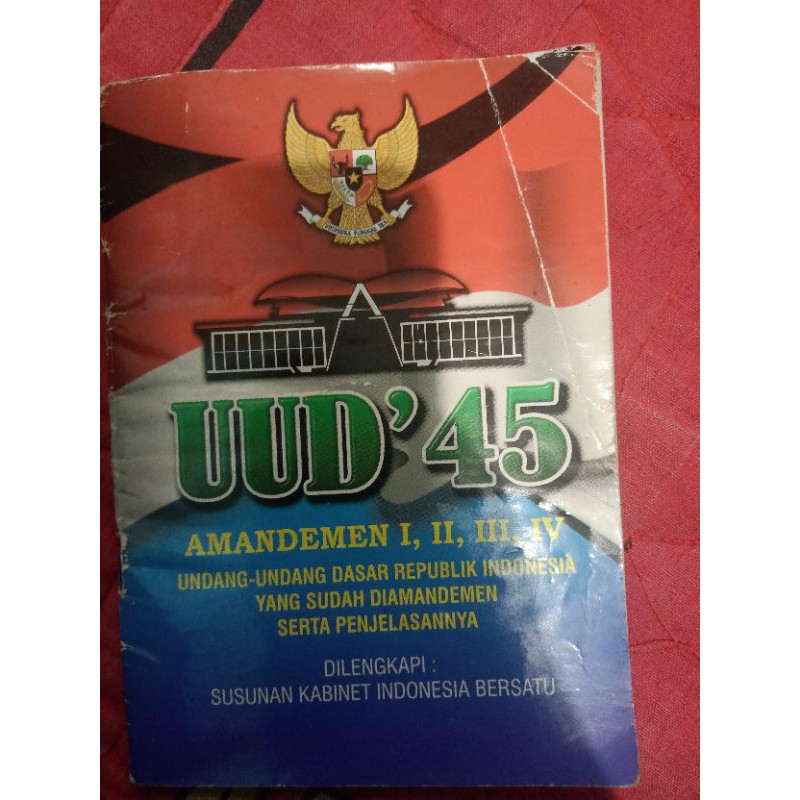 UUD'45
AMANDEMEN I, II, III, IV
UNDANG-UNDANG DASAR REPUBLIK INDONESIA
YANG SUDAH DIAMANDEMEN
SERTA PENJELASANNYA
DILENGKAPI :
SUSUNAN KABINET INDONESIA BERSATU